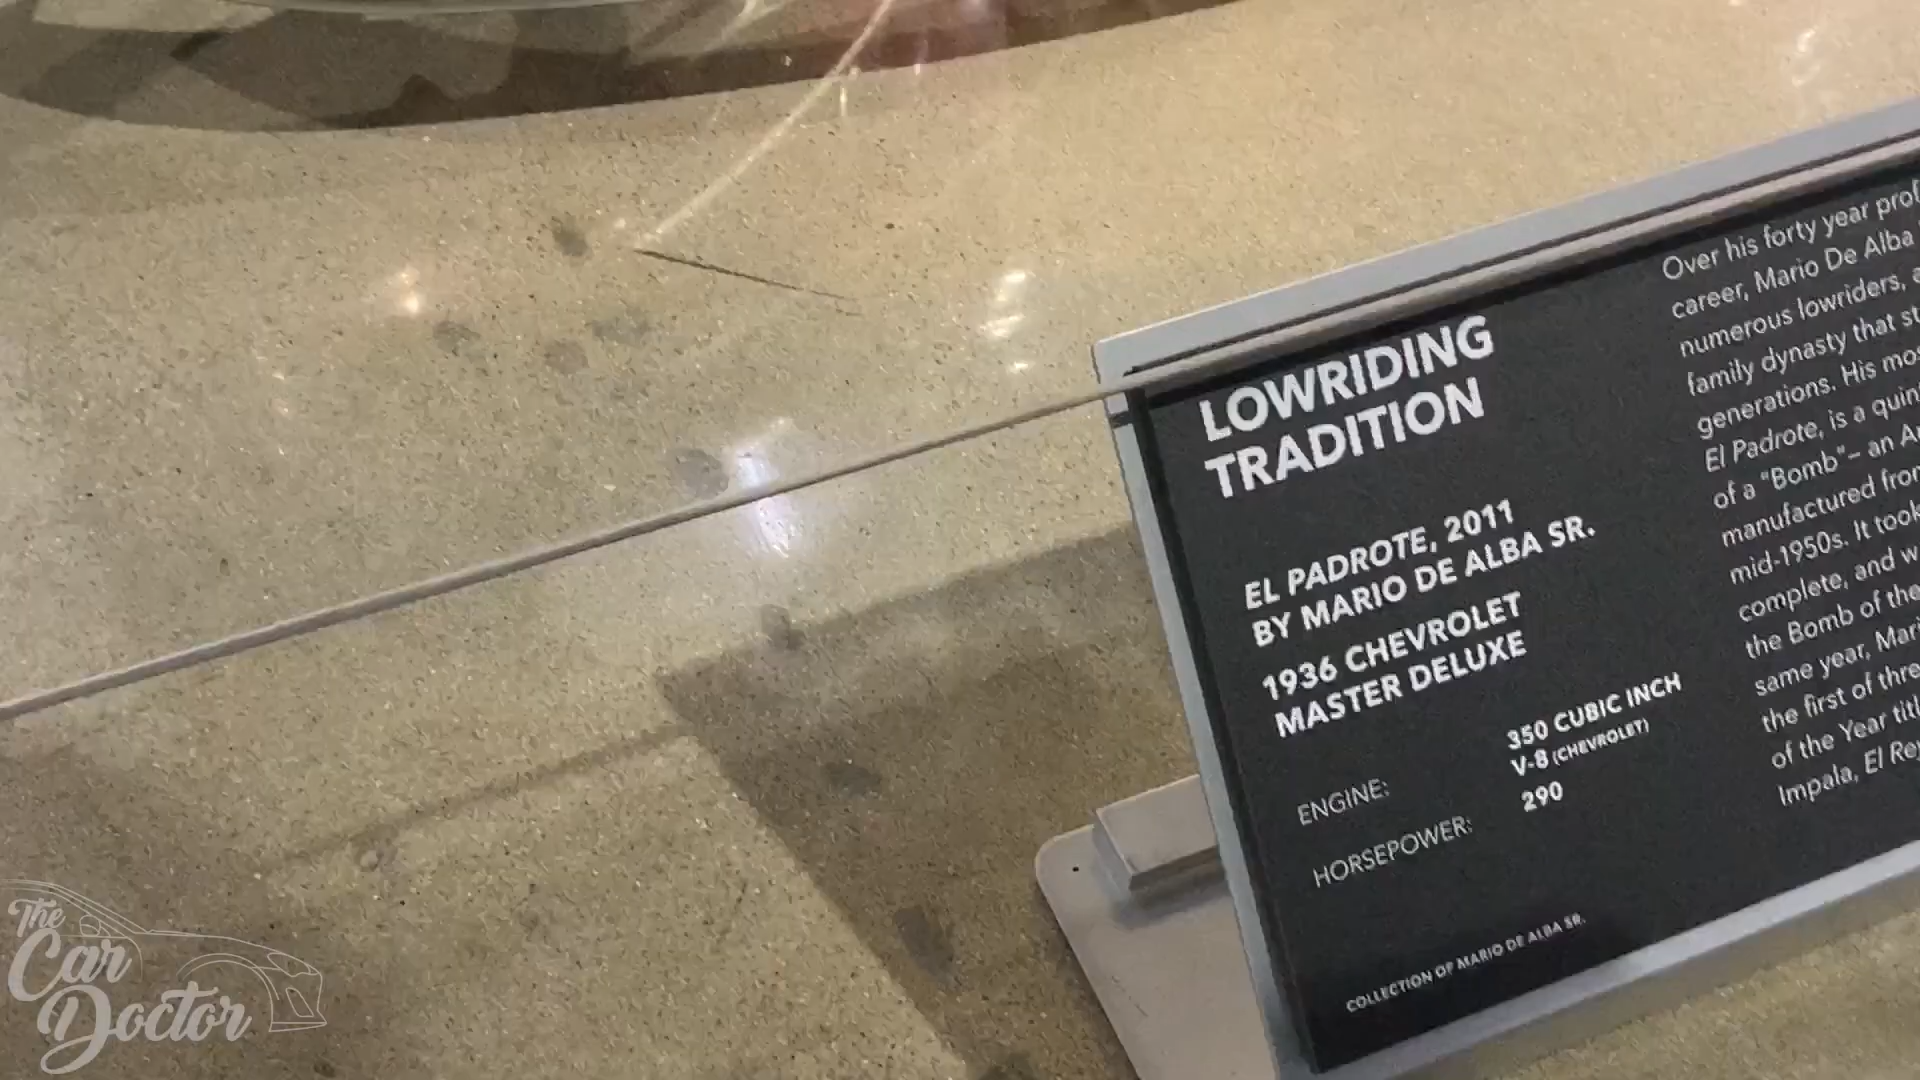 LOWRIDING
TRADITION
EL PADROTE, 2011
BY MARIO DE ALBA SR.
1936 CHEVROLET
MASTER DELUXE
ENGINE:
350 CUBIC INCH
V-8 (CHEVROLET)
HORSEPOWER:
290
COLLECTION OF MARIO DE ALBA SR.
Over his forty year
career, Mario De Alba
numerous lowriders,
family dynasty that
generations. His
El Padrote, is a
of a "Bomb"– an
manufactured from
mid-1950s. It took
complete, and
the Bomb of the
same year,
the first of
of the Year
Impala, El
The
Car
Doctor